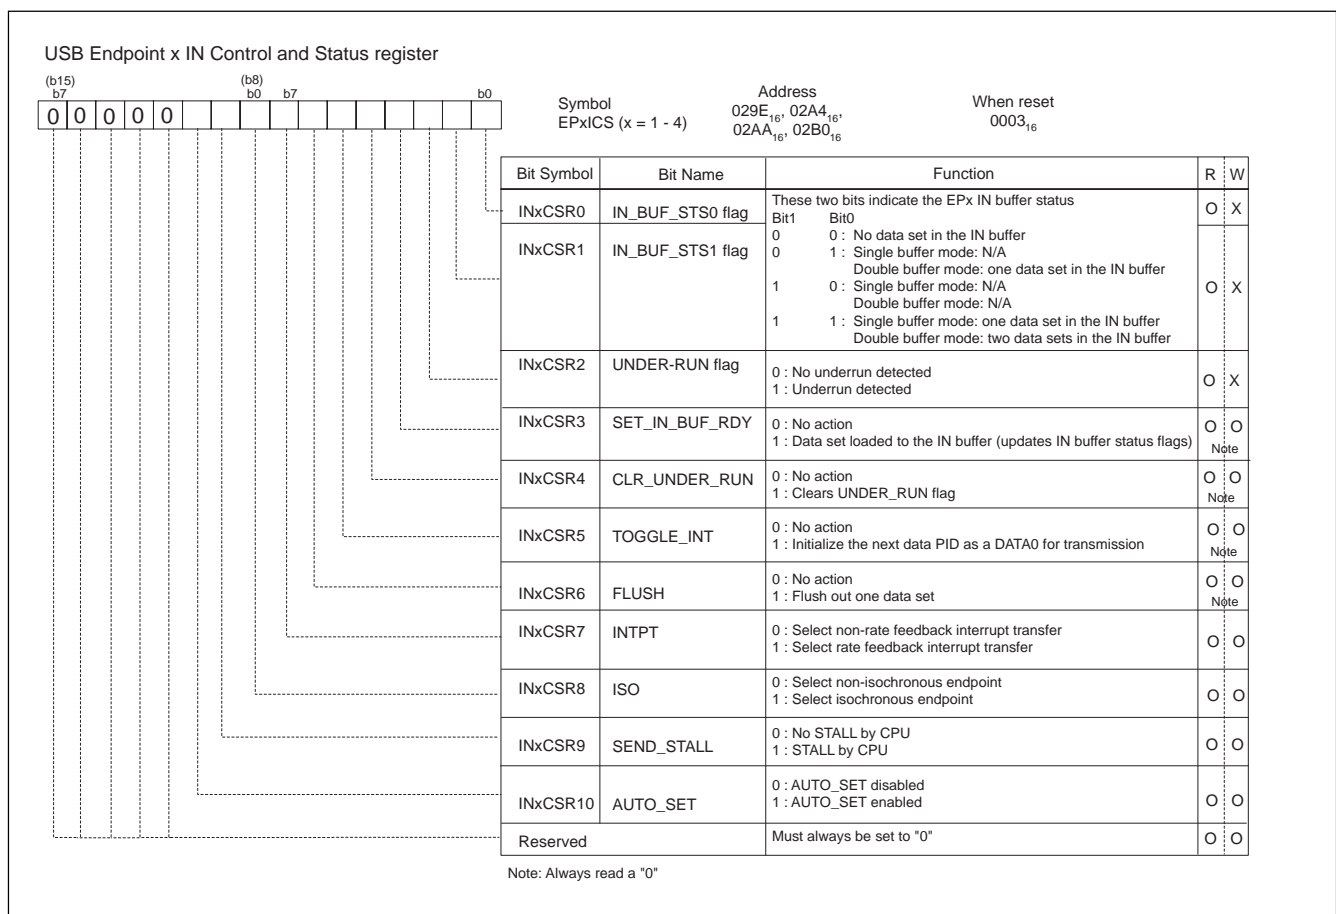 USB Endpoint x IN Control and Status register
(b15) (b8)
b7 b0 b7 b0
0 0 0 0 0
Symbol Address When reset
EPxICS (x = 1 - 4) 029E16, 02A416, 000316
02AA16, 02B016
Bit Symbol Bit Name Function R W
INxCSR0 IN_BUF_STS0 flag These two bits indicate the EPx IN buffer status O X
Bit1 Bit0
INxCSR1 IN_BUF_STS1 flag 0 0 : No data set in the IN buffer O X
0 1 : Single buffer mode: N/A
Double buffer mode: one data set in the IN buffer
1 0 : Single buffer mode: N/A
Double buffer mode: N/A
1 1 : Single buffer mode: one data set in the IN buffer
Double buffer mode: two data sets in the IN buffer
INxCSR2 UNDER-RUN flag 0 : No underrun detected O X
1 : Underrun detected
INxCSR3 SET_IN_BUF_RDY 0 : No action O O
1 : Data set loaded to the IN buffer (updates IN buffer status flags) Note
INxCSR4 CLR_UNDER_RUN 0 : No action O O
1 : Clears UNDER_RUN flag Note
INxCSR5 TOGGLE_INT 0 : No action O O
1 : Initialize the next data PID as a DATA0 for transmission Note
INxCSR6 FLUSH 0 : No action O O
1 : Flush out one data set Note
INxCSR7 INTPT 0 : Select non-rate feedback interrupt transfer O O
1 : Select rate feedback interrupt transfer
INxCSR8 ISO 0 : Select non-isochronous endpoint O O
1 : Select isochronous endpoint
INxCSR9 SEND_STALL 0 : No STALL by CPU O O
1 : STALL by CPU
INxCSR10 AUTO_SET 0 : AUTO_SET disabled O O
1 : AUTO_SET enabled
Reserved Must always be set to "0" O O
Note: Always read a "0"